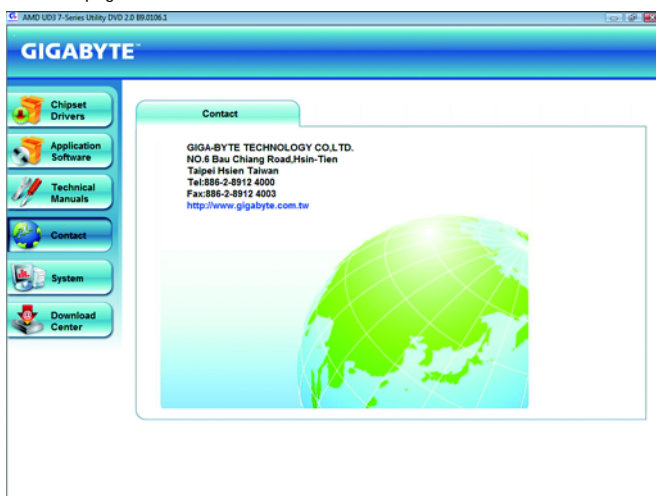 AMD UD3 7-Series Utility DVD 2.0 B9.0106.1
GIGABYTE™
Chipset
Drivers
Application
Software
Technical
Manuals
Contact
System
Download
Center
Contact
GIGA-BYTE TECHNOLOGY CO,LTD.
NO.6 Bau Chiang Road,Hsin-Tien
Taipei Hsien Taiwan
Tel:886-2-8912 4000
Fax:886-2-8912 4003
http://www.gigabyte.com.tw